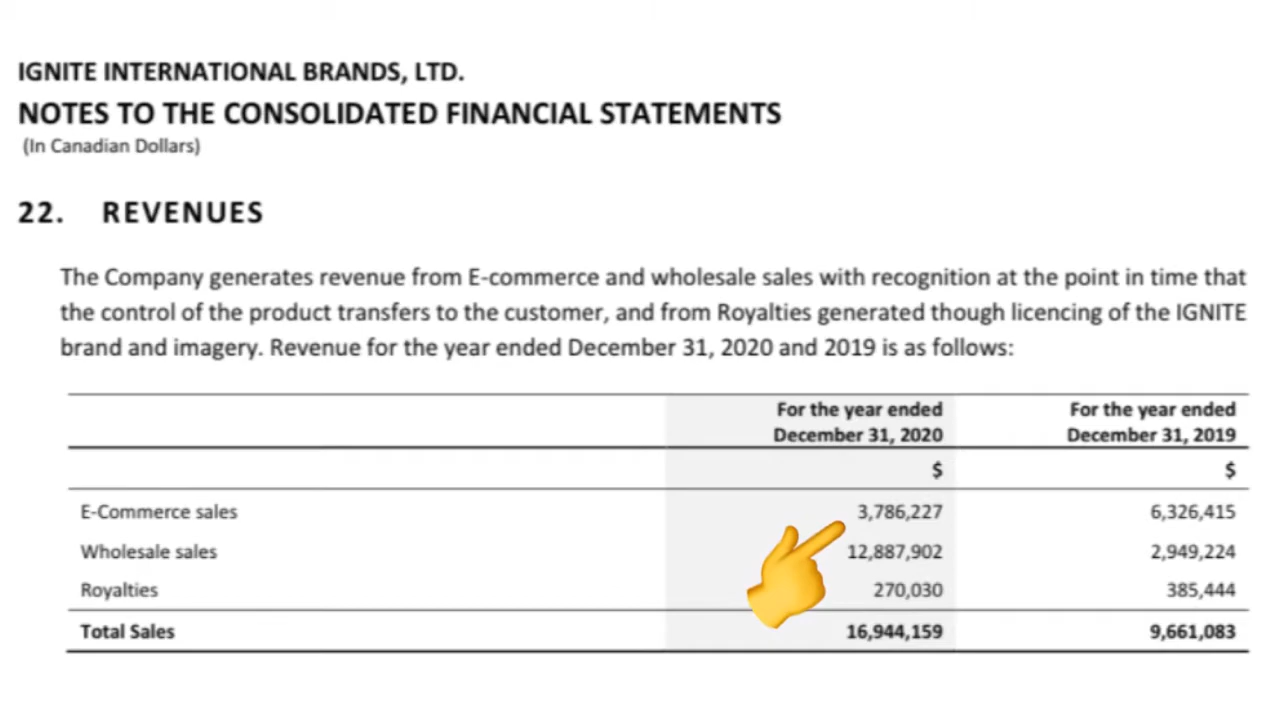 IGNITE INTERNATIONAL BRANDS, LTD.
NOTES TO THE CONSOLIDATED FINANCIAL STATEMENTS
(In Canadian Dollars)
22. REVENUES
The Company generates revenue from E-commerce and wholesale sales with recognition at the point in time that
the control of the product transfers to the customer, and from Royalties generated though licencing of the IGNITE
brand and imagery. Revenue for the year ended December 31, 2020 and 2019 is as follows:
For the year ended For the year ended
December 31, 2020 December 31, 2019
$ $
E-Commerce sales 3,786,227 6,326,415
Wholesale sales 12,887,902 2,949,224
Royalties 270,030 385,444
Total Sales 16,944,159 9,661,083